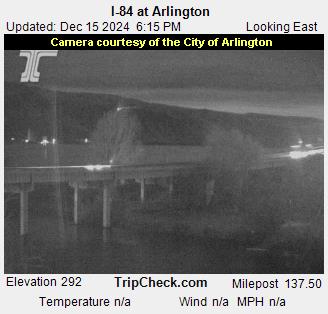 I-84 at Arlington
Updated: Dec 15 2024 6:15 PM Looking East
Camera courtesy of the City of Arlington
Elevation 292 TripCheck.com Milepost 137.50
Temperature n/a Wind n/a MPH n/a